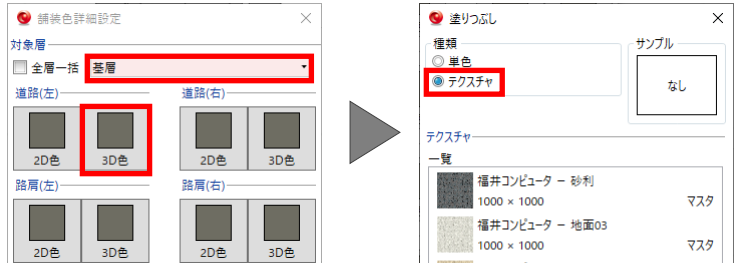 舗装色詳細設定
対象層
全層一括 基層
道路(左) 道路(右)
2D色 3D色 2D色 3D色
路肩(左) 路肩(右)
2D色 3D色 2D色 3D色
塗りつぶし
種類 サンプル
単色
テクスチャ
なし
テクスチャ
一覧
福井コンピュータ － 砂利
1000 × 1000 マスタ
福井コンピュータ － 地面03
1000 × 1000 マスタ